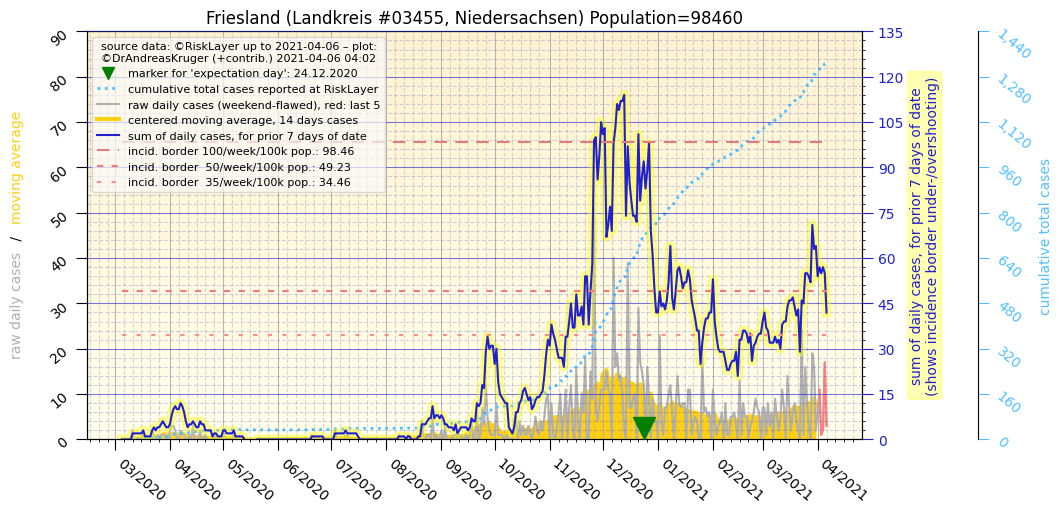 Friesland (Landkreis #03455, Niedersachsen) Population=98460
source data: ©RiskLayer up to 2021-04-06 – plot:
©DrAndreasKruger (+contrib.) 2021-04-06 04:02
marker for 'expectation day': 24.12.2020
cumulative total cases reported at RiskLayer
raw daily cases (weekend-flawed), red: last 5
centered moving average, 14 days cases
sum of daily cases, for prior 7 days of date
incid. border 100/week/100k pop.: 98.46
incid. border  50/week/100k pop.: 49.23
incid. border  35/week/100k pop.: 34.46
raw daily cases  /  moving average
90
80
70
60
50
40
30
20
10
0
135
120
105
90
75
60
45
30
15
0
sum of daily cases, for prior 7 days of date
(shows incidence border under-/overshooting)
1,440
1,280
1,120
960
800
640
480
320
160
0
cumulative total cases
03/2020
04/2020
05/2020
06/2020
07/2020
08/2020
09/2020
10/2020
11/2020
12/2020
01/2021
02/2021
03/2021
04/2021